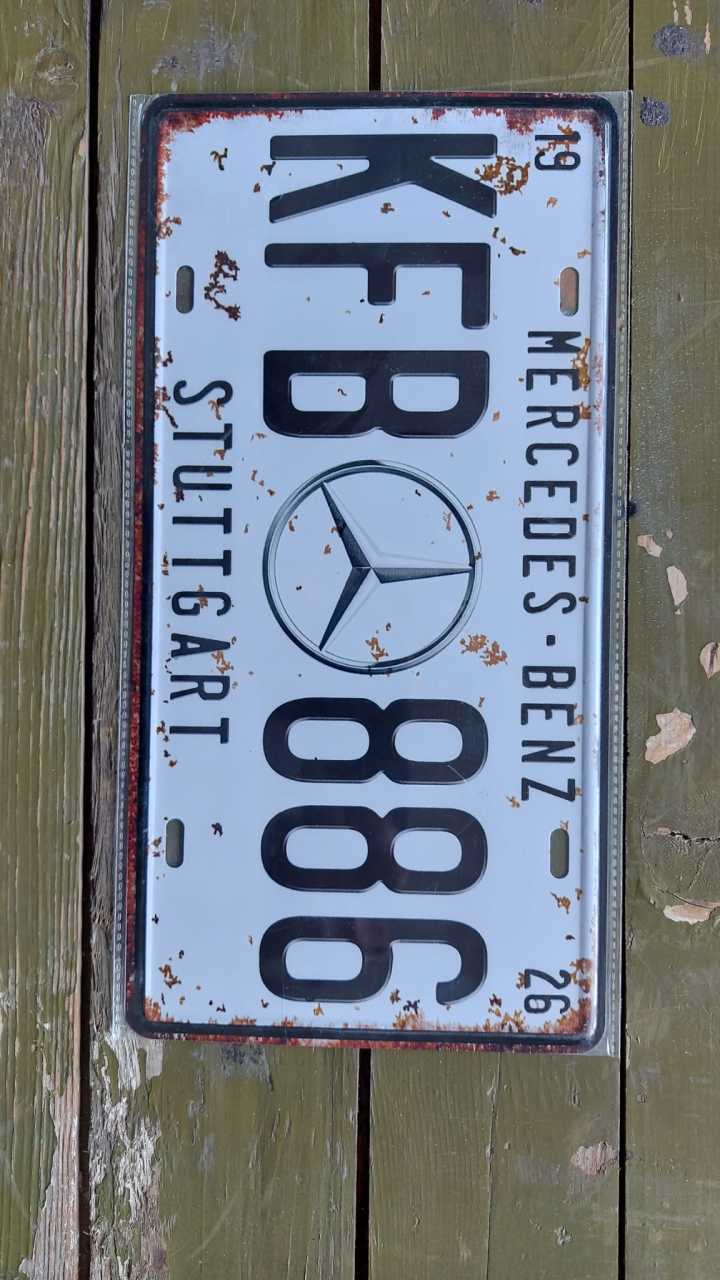 19 MERCEDES-BENZ 26
KFB 886
STUTTGART